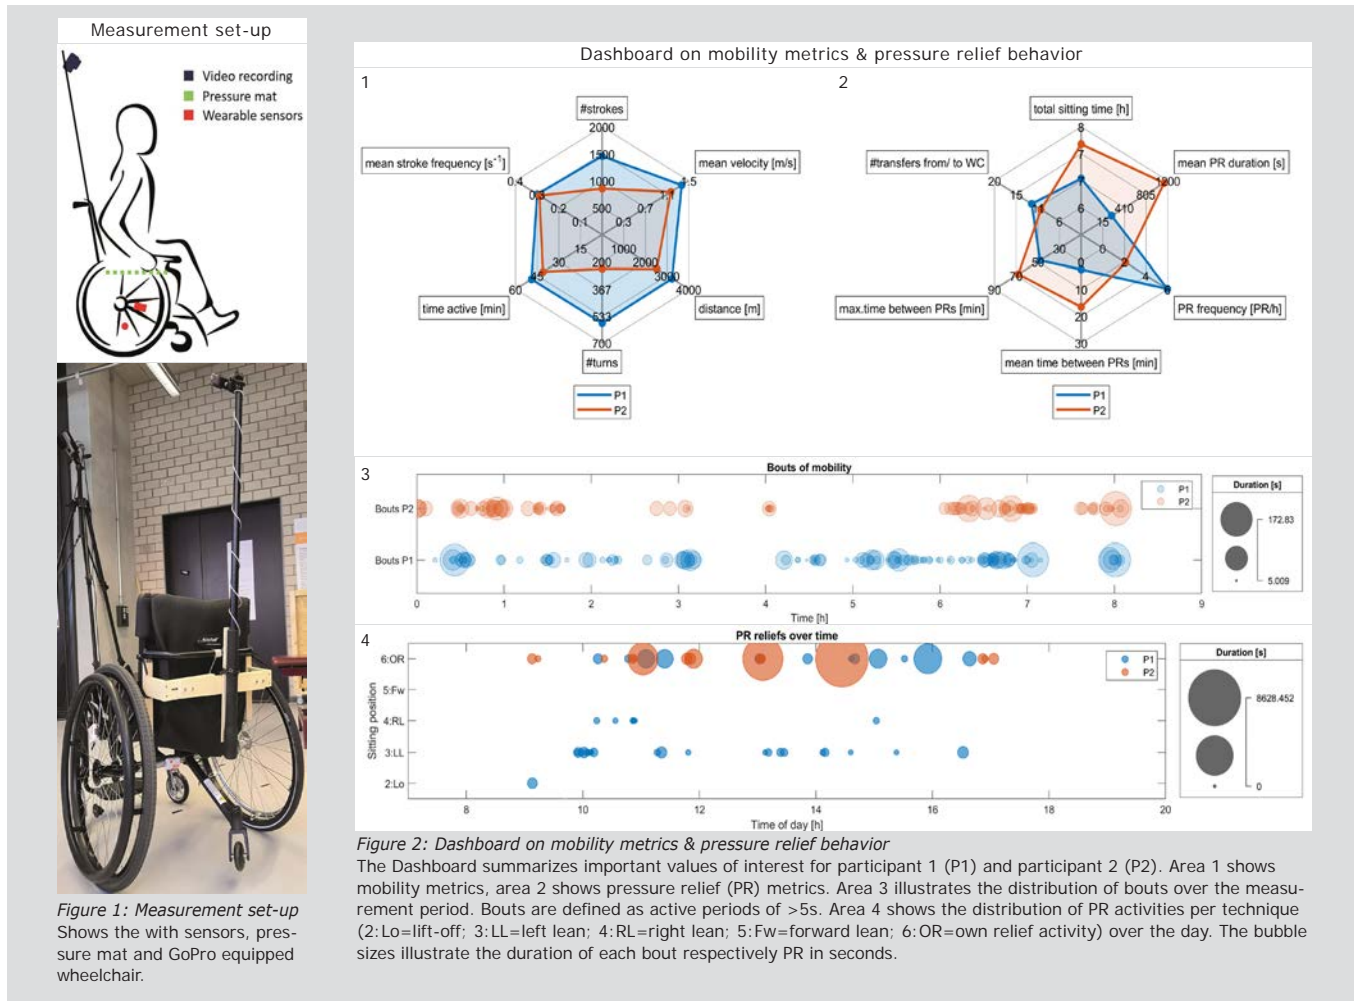 Measurement set-up
Video recording
Pressure mat
Wearable sensors
Figure 1: Measurement set-up
Shows the with sensors, pres-
sure mat and GoPro equipped
wheelchair.
Dashboard on mobility metrics & pressure relief behavior
1
#strokes
2000
1500
1000
500
mean stroke frequency [s⁻¹]
0.4
0.3
0.2
0.1
mean velocity [m/s]
1.5
1.1
0.7
0.3
time active [min]
60
45
30
15
distance [m]
1000
2000
3000
4000
200
367
533
700
#turns
P1
P2
2
total sitting time [h]
8
7
7
6
#transfers from/ to WC
20
15
6
mean PR duration [s]
1200
805
410
15
max.time between PRs [min]
90
70
50
30
PR frequency [PR/h]
0
2
4
6
0
10
20
30
mean time between PRs [min]
P1
P2
3
Bouts of mobility
Bouts P2
Bouts P1
P1
P2
0 1 2 3 4 5 6 7 8 9
Time [h]
Duration [s]
172.83
5.009
4
PR reliefs over time
Sitting position
6:OR
5:Fw
4:RL
3:LL
2:Lo
P1
P2
8 10 12 14 16 18 20
Time of day [h]
Duration [s]
8628.452
0
Figure 2: Dashboard on mobility metrics & pressure relief behavior
The Dashboard summarizes important values of interest for participant 1 (P1) and participant 2 (P2). Area 1 shows
mobility metrics, area 2 shows pressure relief (PR) metrics. Area 3 illustrates the distribution of bouts over the measu-
rement period. Bouts are defined as active periods of >5s. Area 4 shows the distribution of PR activities per technique
(2:Lo=lift-off; 3:LL=left lean; 4:RL=right lean; 5:Fw=forward lean; 6:OR=own relief activity) over the day. The bubble
sizes illustrate the duration of each bout respectively PR in seconds.